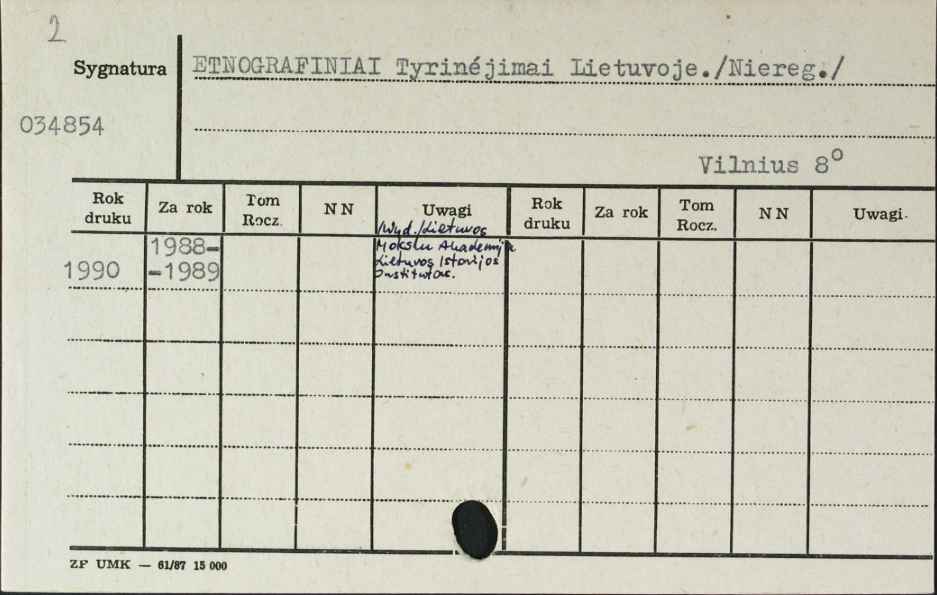 2
Sygnatura
ETNOGRAFINIAI Tyrinéjimai Lietuvoje./Niereg./
034854
Vilnius 8º
Rok druku Za rok Tom Rocz. NN Uwagi Rok druku Za rok Tom Rocz. NN Uwagi
/Wyd./Lietuvos
1988- Mokslu Akademija
1990 -1989 Lietuvos Istorijos
Institutas.
ZF UMK — 61/87 15 000